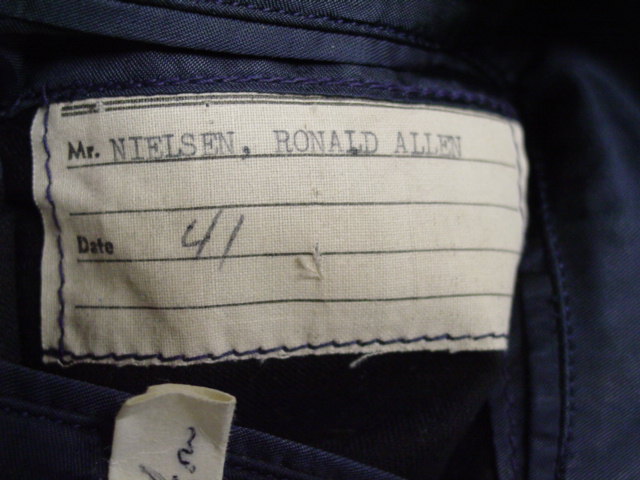 Mr. NIELSEN, RONALD ALLEN
Date 41